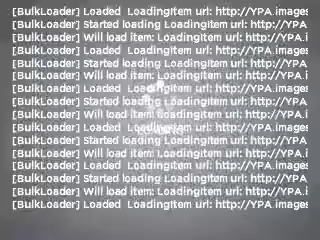 [BulkLoader] Loaded  LoadingItem url: http://YPA.images
[BulkLoader] Started loading LoadingItem url: http://YPA
[BulkLoader] Will load item: LoadingItem url: http://YPA.i
[BulkLoader] Loaded  LoadingItem url: http://YPA.images
[BulkLoader] Started loading LoadingItem url: http://YPA
[BulkLoader] Will load item: LoadingItem url: http://YPA.i
[BulkLoader] Loaded  LoadingItem url: http://YPA.images
[BulkLoader] Started loading LoadingItem url: http://YPA
[BulkLoader] Will load item: LoadingItem url: http://YPA.i
[BulkLoader] Loaded  LoadingItem url: http://YPA.images
[BulkLoader] Started loading LoadingItem url: http://YPA
[BulkLoader] Will load item: LoadingItem url: http://YPA.i
[BulkLoader] Loaded  LoadingItem url: http://YPA.images
[BulkLoader] Started loading LoadingItem url: http://YPA
[BulkLoader] Will load item: LoadingItem url: http://YPA.i
[BulkLoader] Loaded  LoadingItem url: http://YPA.images